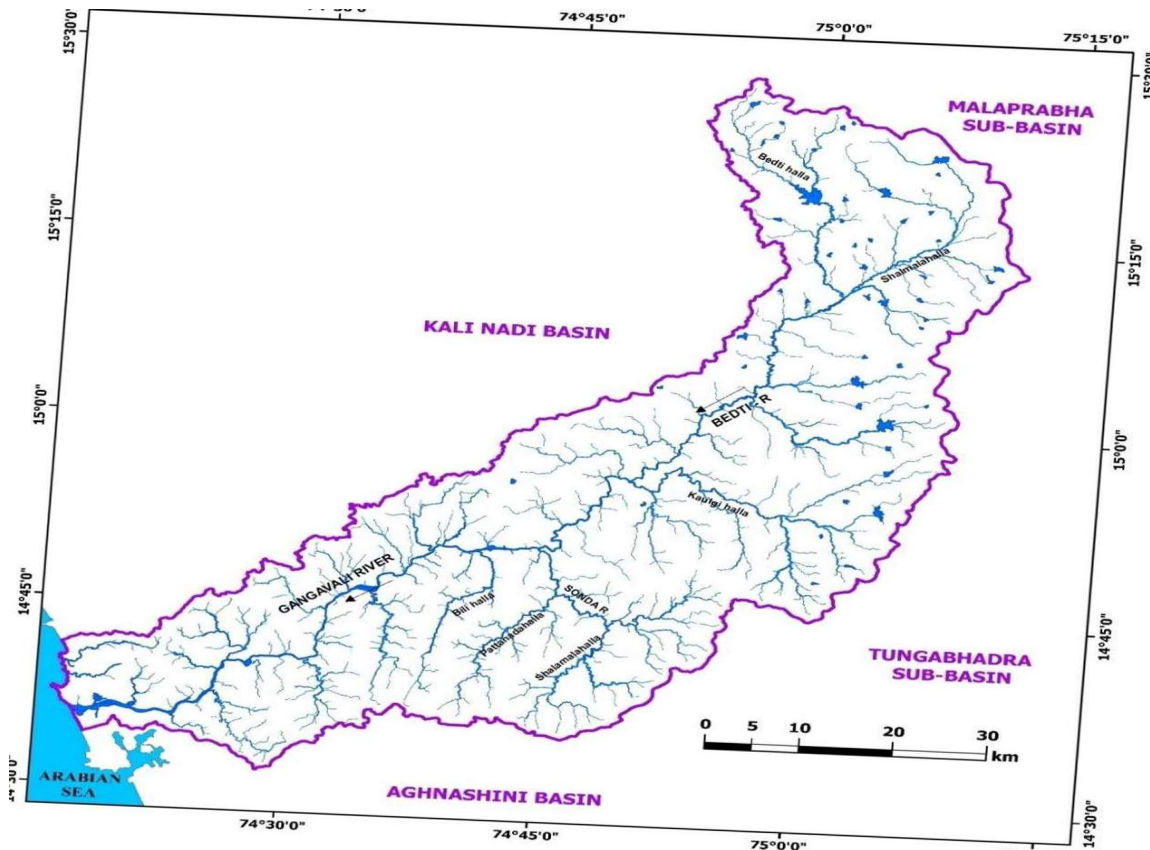 74°45'0"
75°0'0"
75°15'0"
15°30'0"
MALAPRABHA
SUB-BASIN
Bedti halla
15°15'0"
Shalmalahalla
15°15'0"
KALI NADI BASIN
15°0'0"
BEDTI-R
15°0'0"
Kaulgi halla
GANGAVALI RIVER
14°45'0"
SONDA R
Bili halla
Pattanadahalla
Shalamalahalla
14°45'0"
TUNGABHADRA
SUB-BASIN
0 5 10 20 30
km
ARABIAN
SEA
AGHNASHINI BASIN
74°30'0"
74°45'0"
75°0'0"
14°30'0"